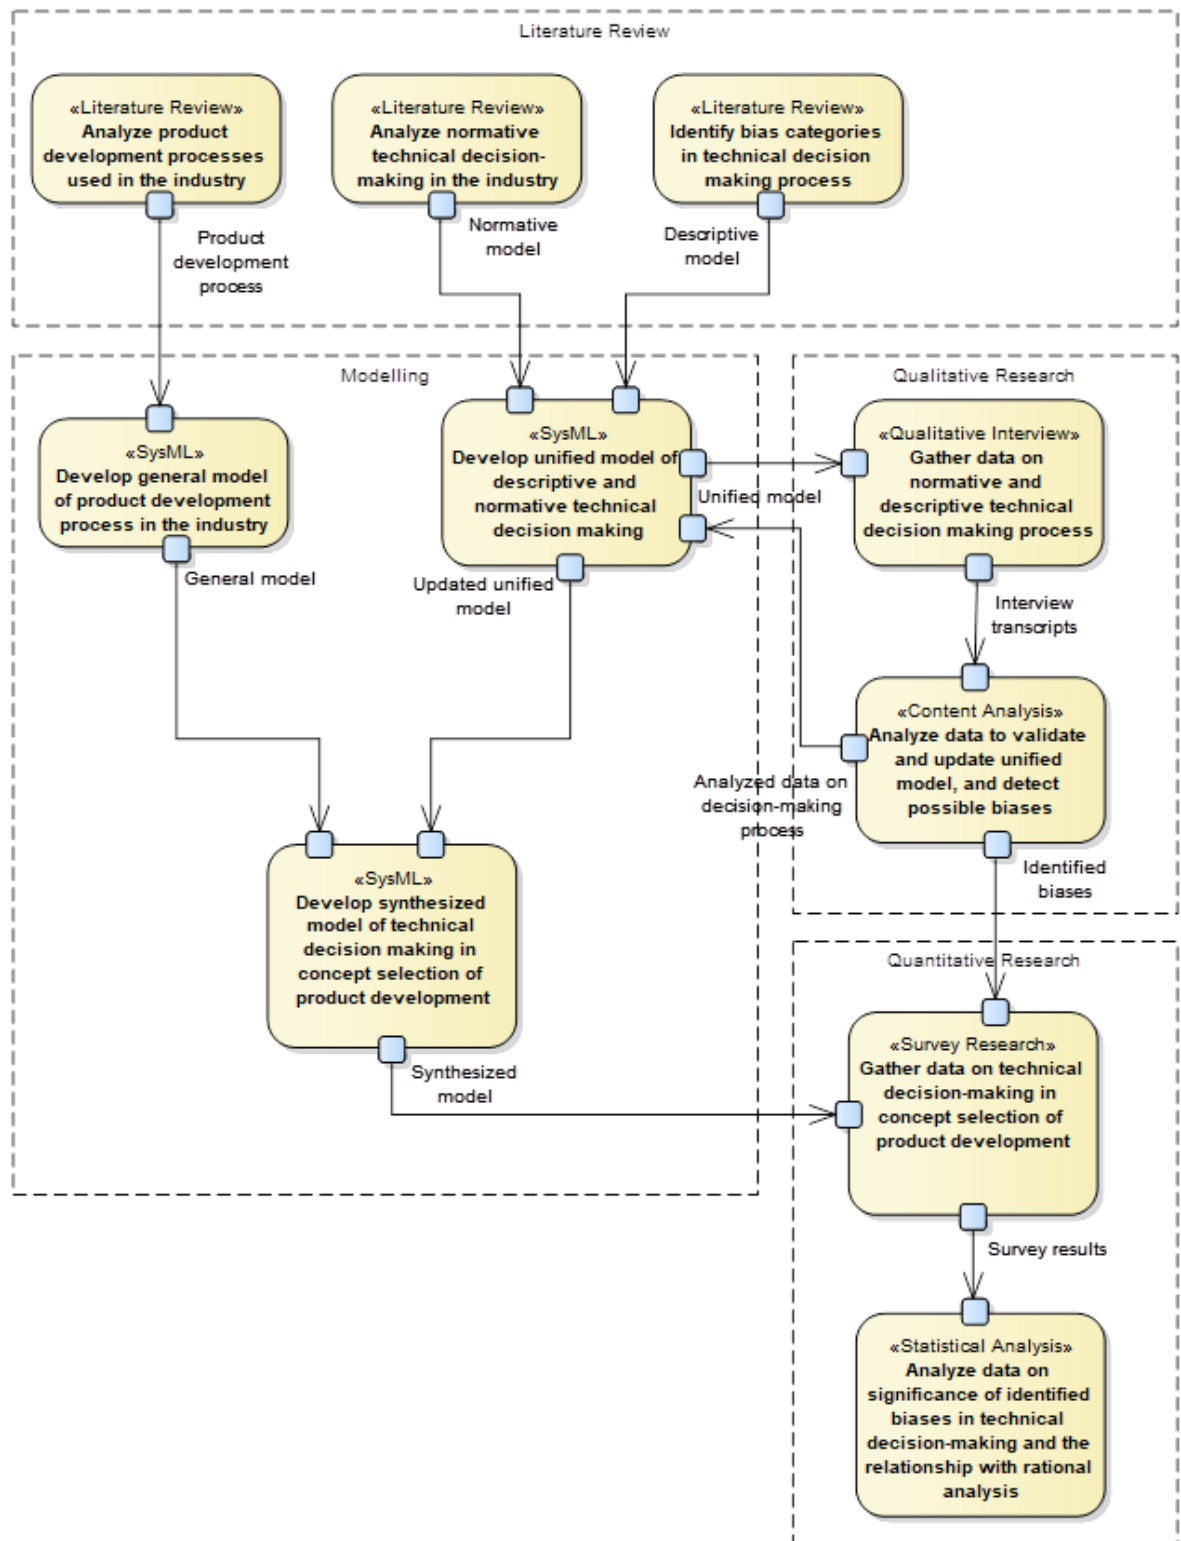 Literature Review
«Literature Review»
Analyze product
development processes
used in the industry
«Literature Review»
Analyze normative
technical decision-
making in the industry
«Literature Review»
Identify bias categories
in technical decision
making process
Product
development
process
Normative
model
Descriptive
model
Modelling
«SysML»
Develop general model
of product development
process in the industry
General model
«SysML»
Develop unified model of
descriptive and
normative technical
decision making
Unified model
Updated unified
model
Qualitative Research
«Qualitative Interview»
Gather data on
normative and
descriptive technical
decision making process
Interview
transcripts
«Content Analysis»
Analyze data to validate
and update unified
model, and detect
possible biases
Analyzed data on
decision-making
process
Identified
biases
«SysML»
Develop synthesized
model of technical
decision making in
concept selection of
product development
Synthesized
model
Quantitative Research
«Survey Research»
Gather data on technical
decision-making in
concept selection of
product development
Survey results
«Statistical Analysis»
Analyze data on
significance of identified
biases in technical
decision-making and the
relationship with rational
analysis